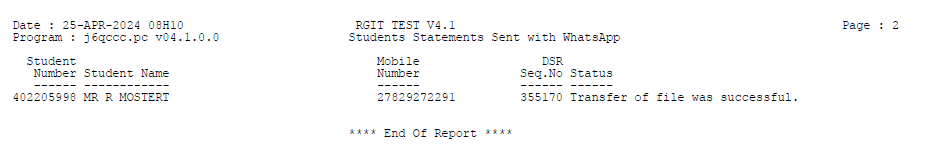 Date : 25-APR-2024 08H10 RGIT TEST V4.1 Page : 2
Program : j6qccc.pc v04.1.0.0 Students Statements Sent with WhatsApp
Student Mobile DSR
Number Student Name Number Seq.No Status
------ ------------ ------ ------ ------
402205998 MR R MOSTERT 27829272291 355170 Transfer of file was successful.
**** End Of Report ****